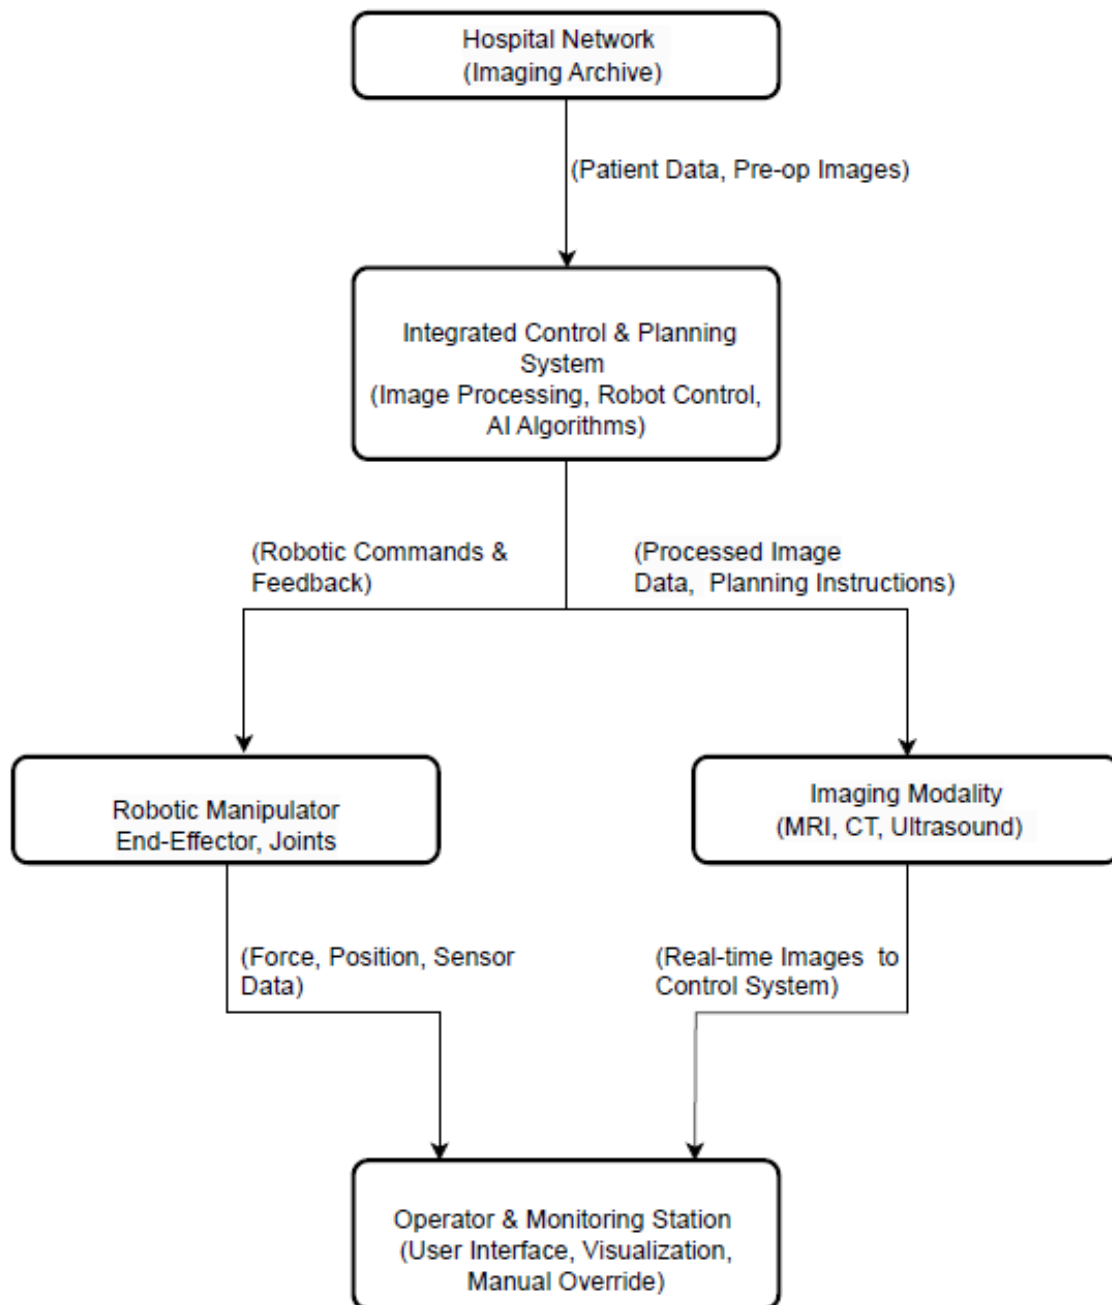 Hospital Network
(Imaging Archive)
(Patient Data, Pre-op Images)
Integrated Control & Planning
System
(Image Processing, Robot Control,
AI Algorithms)
(Robotic Commands &
Feedback)
(Processed Image
Data, Planning Instructions)
Robotic Manipulator
End-Effector, Joints
Imaging Modality
(MRI, CT, Ultrasound)
(Force, Position, Sensor
Data)
(Real-time Images to
Control System)
Operator & Monitoring Station
(User Interface, Visualization,
Manual Override)